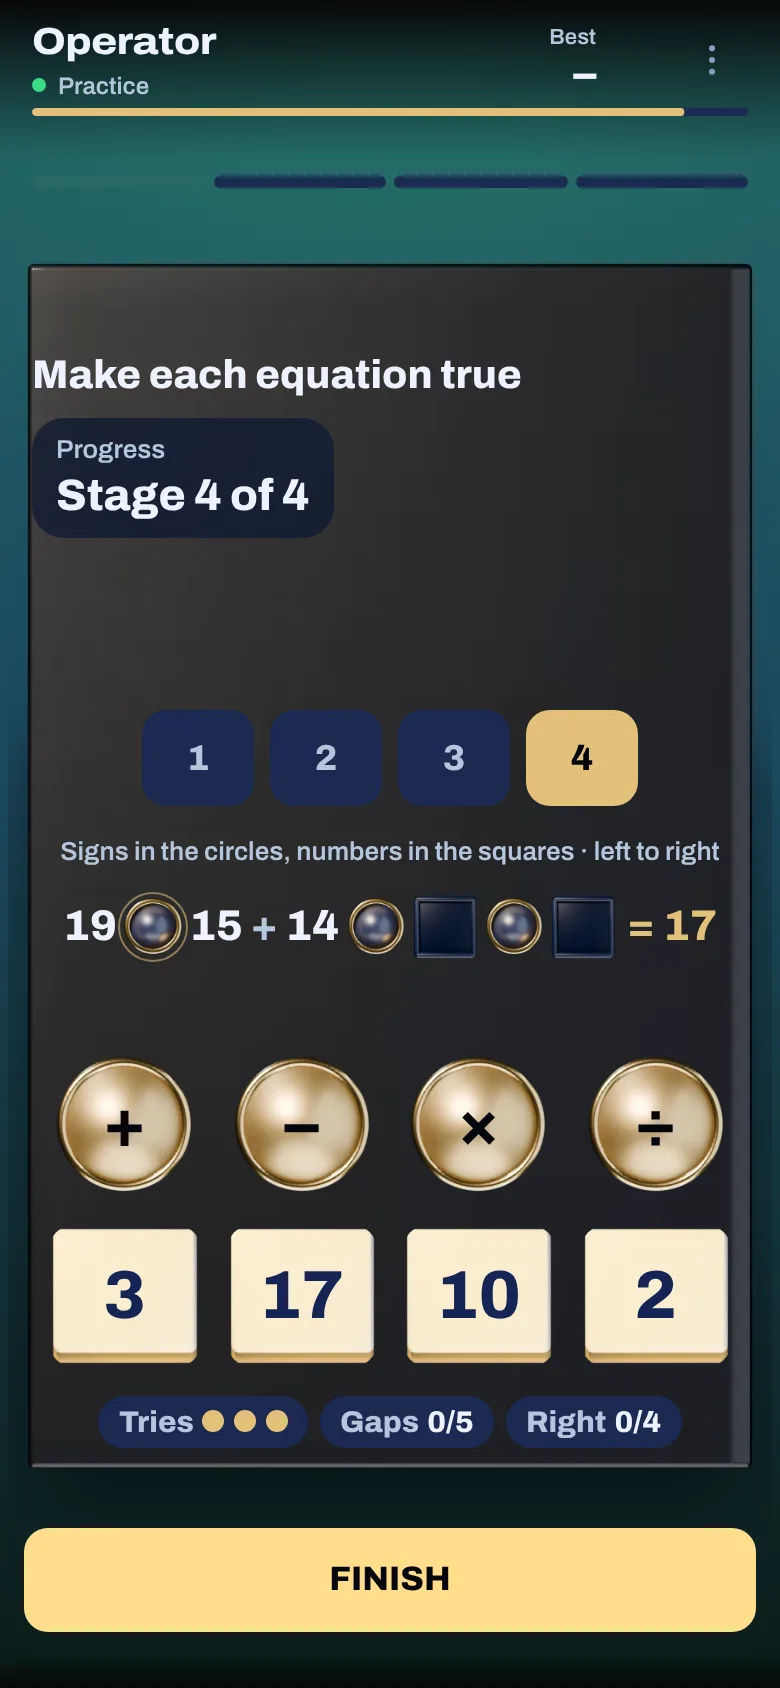 Operator
Best
Practice
–
Make each equation true
Progress
Stage 4 of 4
1 2 3 4
Signs in the circles, numbers in the squares · left to right
19 15 + 14 = 17
+ − × ÷
3 17 10 2
Tries Gaps 0/5 Right 0/4
FINISH